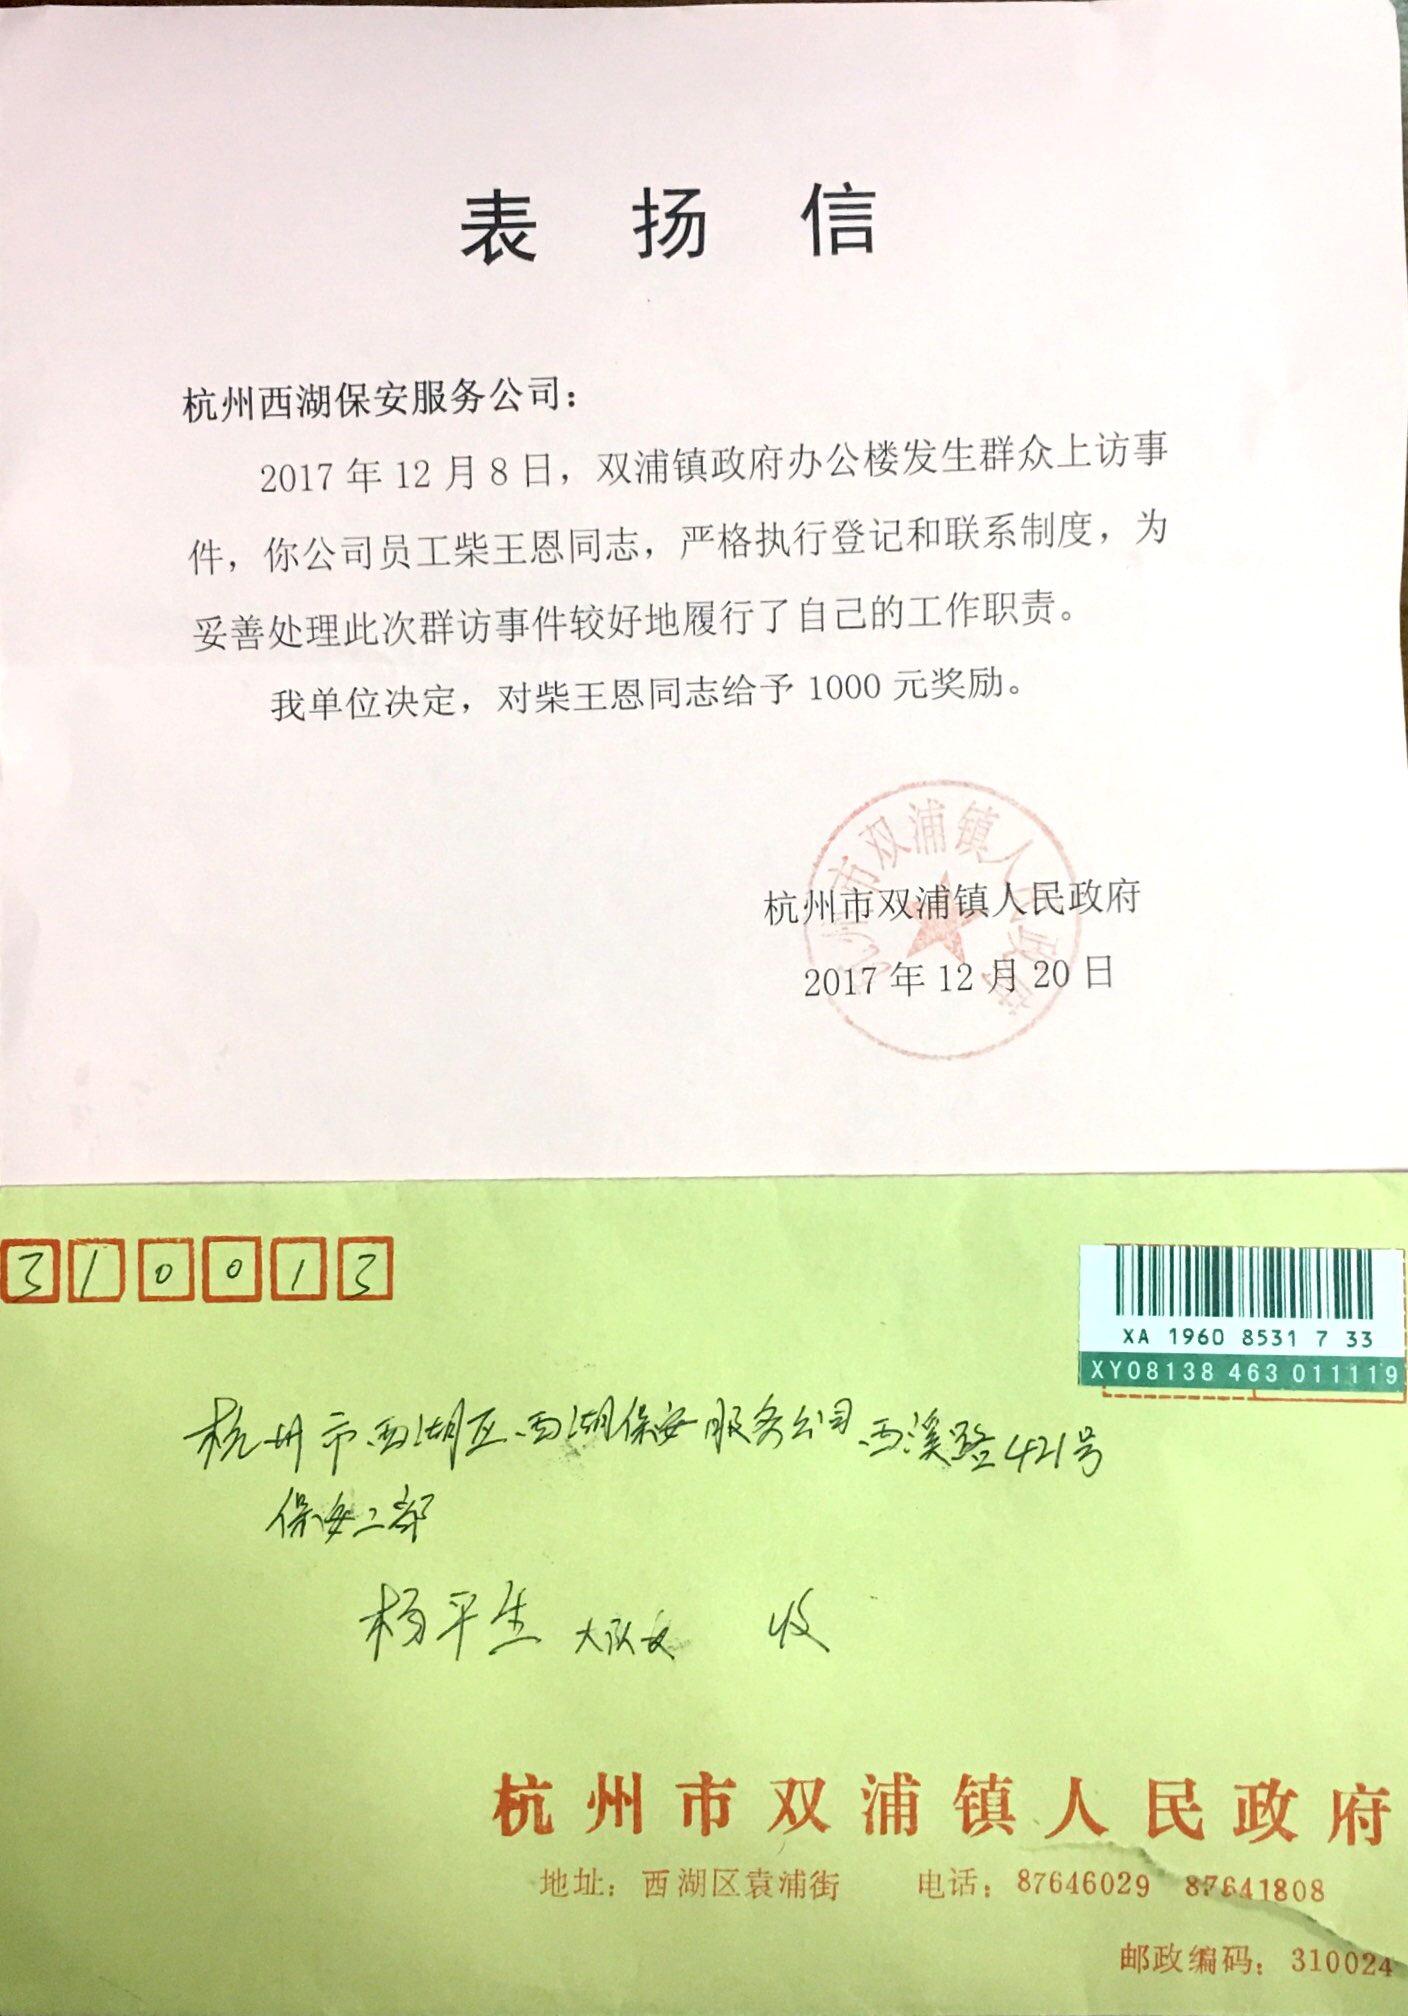 表 扬 信
杭州西湖保安服务公司：
2017年12月8日，双浦镇政府办公楼发生群众上访事
件，你公司员工柴王恩同志，严格执行登记和联系制度，为
妥善处理此次群访事件较好地履行了自己的工作职责。
我单位决定，对柴王恩同志给予1000元奖励。
杭州市双浦镇人民政府
杭州市双浦镇人民政府
2017年12月20日
310013
XA 1960 8531 7 33
XY08138 463 011119
杭州市西湖区西湖保安服务公司 西溪路421号
保安二部
杨平生 大队长 收
杭州市双浦镇人民政府
地址：西湖区袁浦街 电话：87646029 87641808
邮政编码：310024